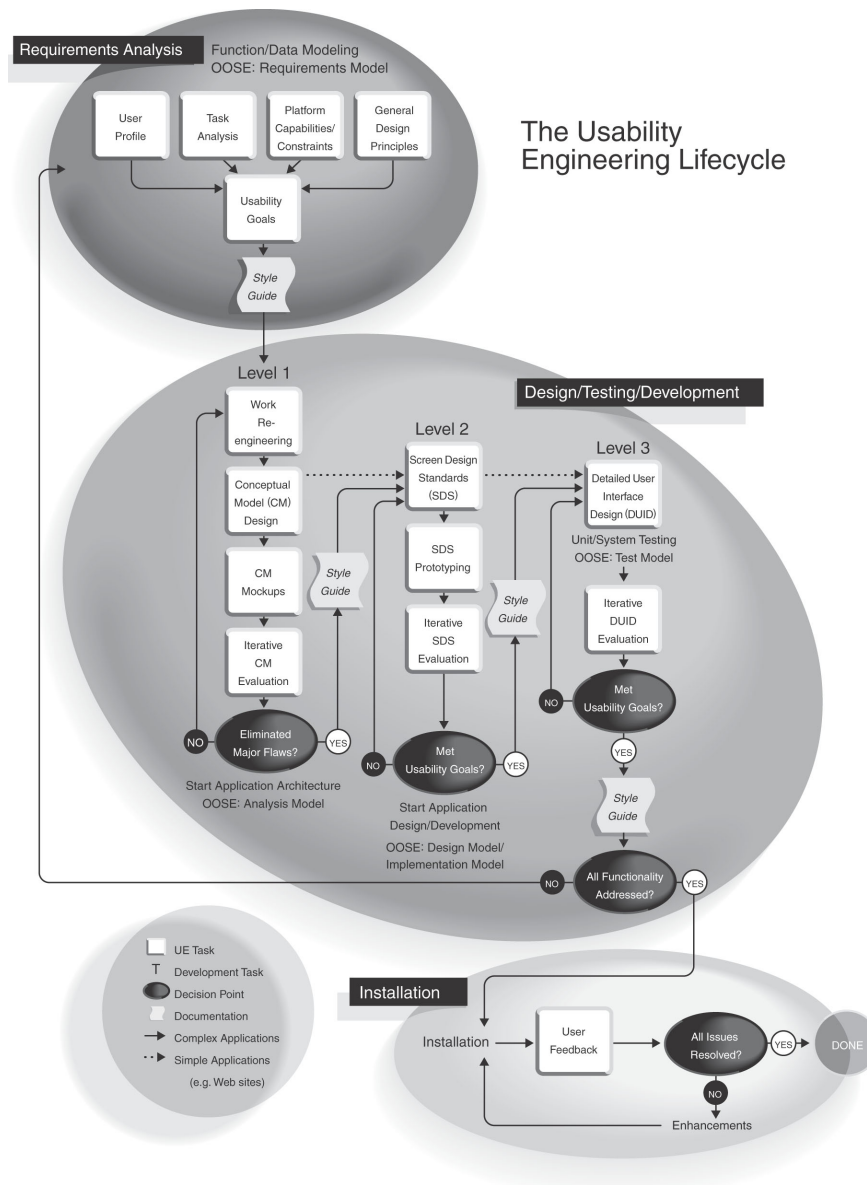 Requirements Analysis
Function/Data Modeling
OOSE: Requirements Model
User
Profile
Task
Analysis
Platform
Capabilities/
Constraints
General
Design
Principles
The Usability
Engineering Lifecycle
Usability
Goals
Style
Guide
Design/Testing/Development
Level 1
Work
Re-
engineering
Conceptual
Model (CM)
Design
CM
Mockups
Iterative
CM
Evaluation
Eliminated
Major Flaws?
NO
YES
Start Application Architecture
OOSE: Analysis Model
Style
Guide
Level 2
Screen Design
Standards
(SDS)
SDS
Prototyping
Iterative
SDS
Evaluation
Met
Usability Goals?
NO
YES
Start Application
Design/Development
OOSE: Design Model/
Implementation Model
Style
Guide
Level 3
Detailed User
Interface
Design (DUID)
Unit/System Testing
OOSE: Test Model
Iterative
DUID
Evaluation
Met
Usability Goals?
NO
YES
Style
Guide
All Functionality
Addressed?
NO
YES
UE Task
T Development Task
Decision Point
Documentation
Complex Applications
Simple Applications
(e.g. Web sites)
Installation
Installation
User
Feedback
All Issues
Resolved?
YES
DONE
NO
Enhancements